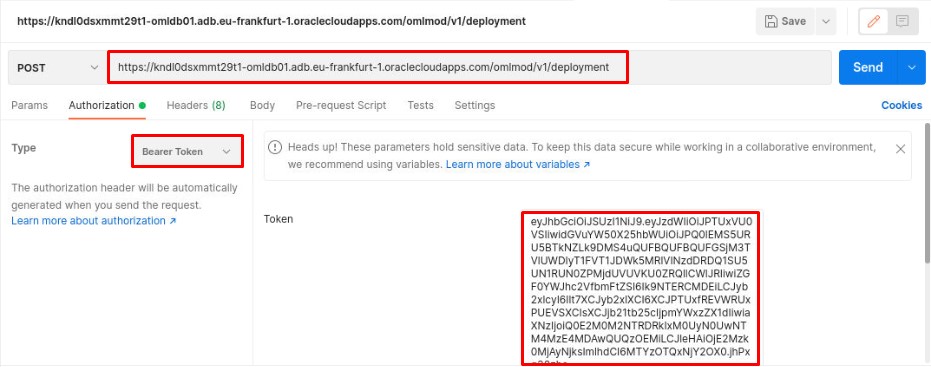 https://kndl0dsxmmt29t1-omldb01.adb.eu-frankfurt-1.oraclecloudapps.com/omlmod/v1/deployment
Save
POST
https://kndl0dsxmmt29t1-omldb01.adb.eu-frankfurt-1.oraclecloudapps.com/omlmod/v1/deployment
Send
Params
Authorization
Headers (8)
Body
Pre-request Script
Tests
Settings
Cookies
Type
Bearer Token
The authorization header will be automatically
generated when you send the request.
Learn more about authorization ↗
Heads up! These parameters hold sensitive data. To keep this data secure while working in a collaborative environment,
we recommend using variables. Learn more about variables ↗
Token
eyJhbGciOiJSUzI1NiJ9.eyJzdWIiOiJPTUxVU0